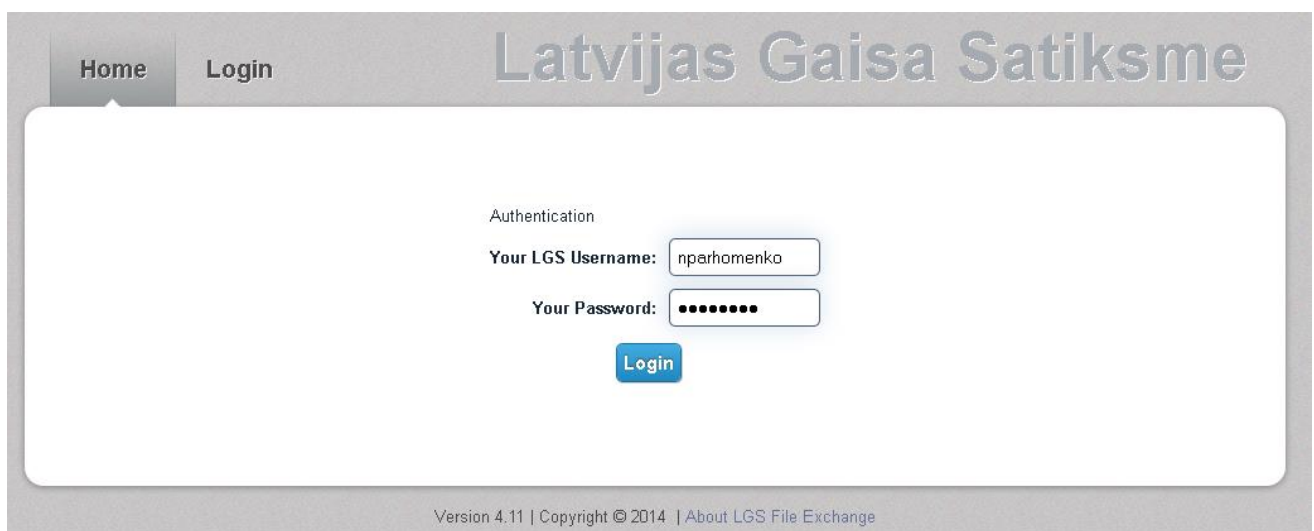 Home Login Latvijas Gaisa Satiksme
Authentication
Your LGS Username: nparhomenko
Your Password: ●●●●●●●●
Login
Version 4.11 | Copyright © 2014 | About LGS File Exchange